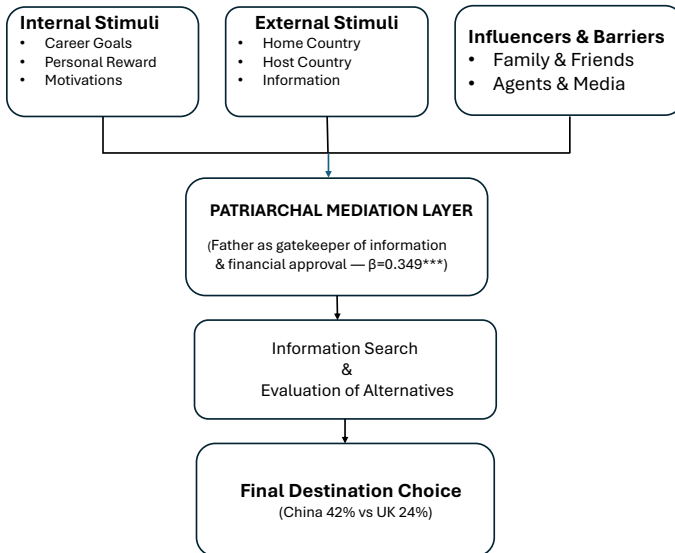 Internal Stimuli
• Career Goals
• Personal Reward
• Motivations
External Stimuli
• Home Country
• Host Country
• Information
Influencers & Barriers
• Family & Friends
• Agents & Media
PATRIARCHAL MEDIATION LAYER
(Father as gatekeeper of information
& financial approval — β=0.349***)
Information Search
&
Evaluation of Alternatives
Final Destination Choice
(China 42% vs UK 24%)